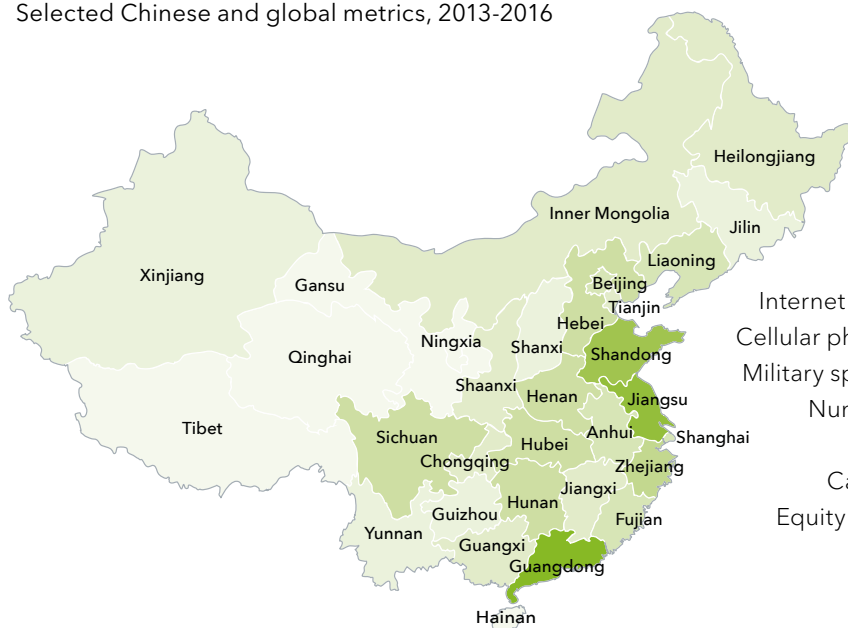 Selected Chinese and global metrics, 2013-2016
Heilongjiang
Inner Mongolia
Jilin
Liaoning
Xinjiang
Gansu
Beijing
Tianjin
Internet
Hebei
Cellular ph
Ningxia
Shanxi
Shandong
Qinghai
Military sp
Shaanxi
Henan
Jiangsu
Nur
Tibet
Sichuan
Hubei
Anhui
Shanghai
Chongqing
Zhejiang
Ca
Hunan
Jiangxi
Guizhou
Fujian
Equity
Yunnan
Guangxi
Guangdong
Hainan